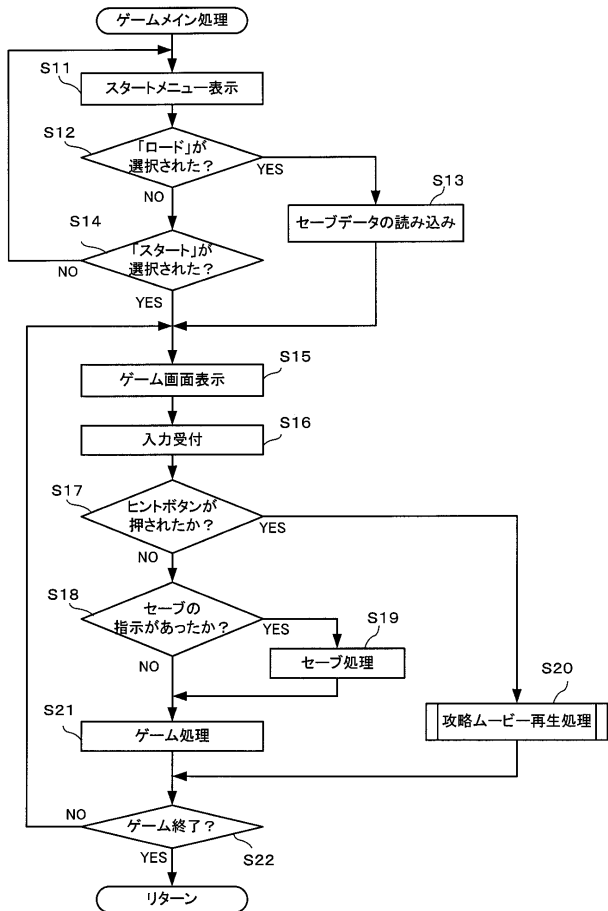 ゲームメイン処理
S11
スタートメニュー表示
S12
「ロード」が
選択された？
YES
NO
S13
セーブデータの読み込み
S14
「スタート」が
選択された？
NO
YES
ゲーム画面表示
S15
入力受付
S16
S17
ヒントボタンが
押されたか？
YES
NO
S18
セーブの
指示があったか？
YES
NO
S19
セーブ処理
S20
攻略ムービー再生処理
S21
ゲーム処理
NO
ゲーム終了？
S22
YES
リターン